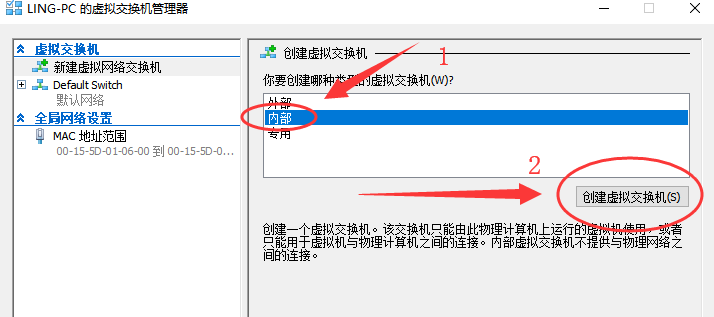 LING-PC 的虚拟交换机管理器
虚拟交换机
新建虚拟网络交换机
Default Switch
默认网络
全局网络设置
MAC 地址范围
00-15-5D-01-06-00 到 00-15-5D-0...
创建虚拟交换机
1
你要创建哪种类型的虚拟交换机(W)?
外部
内部
专用
2
创建虚拟交换机(S)
创建一个虚拟交换机。该交换机只能由此物理计算机上运行的虚拟机使用，或者
只能用于虚拟机与物理计算机之间的连接。内部虚拟交换机不提供与物理网络之
间的连接。